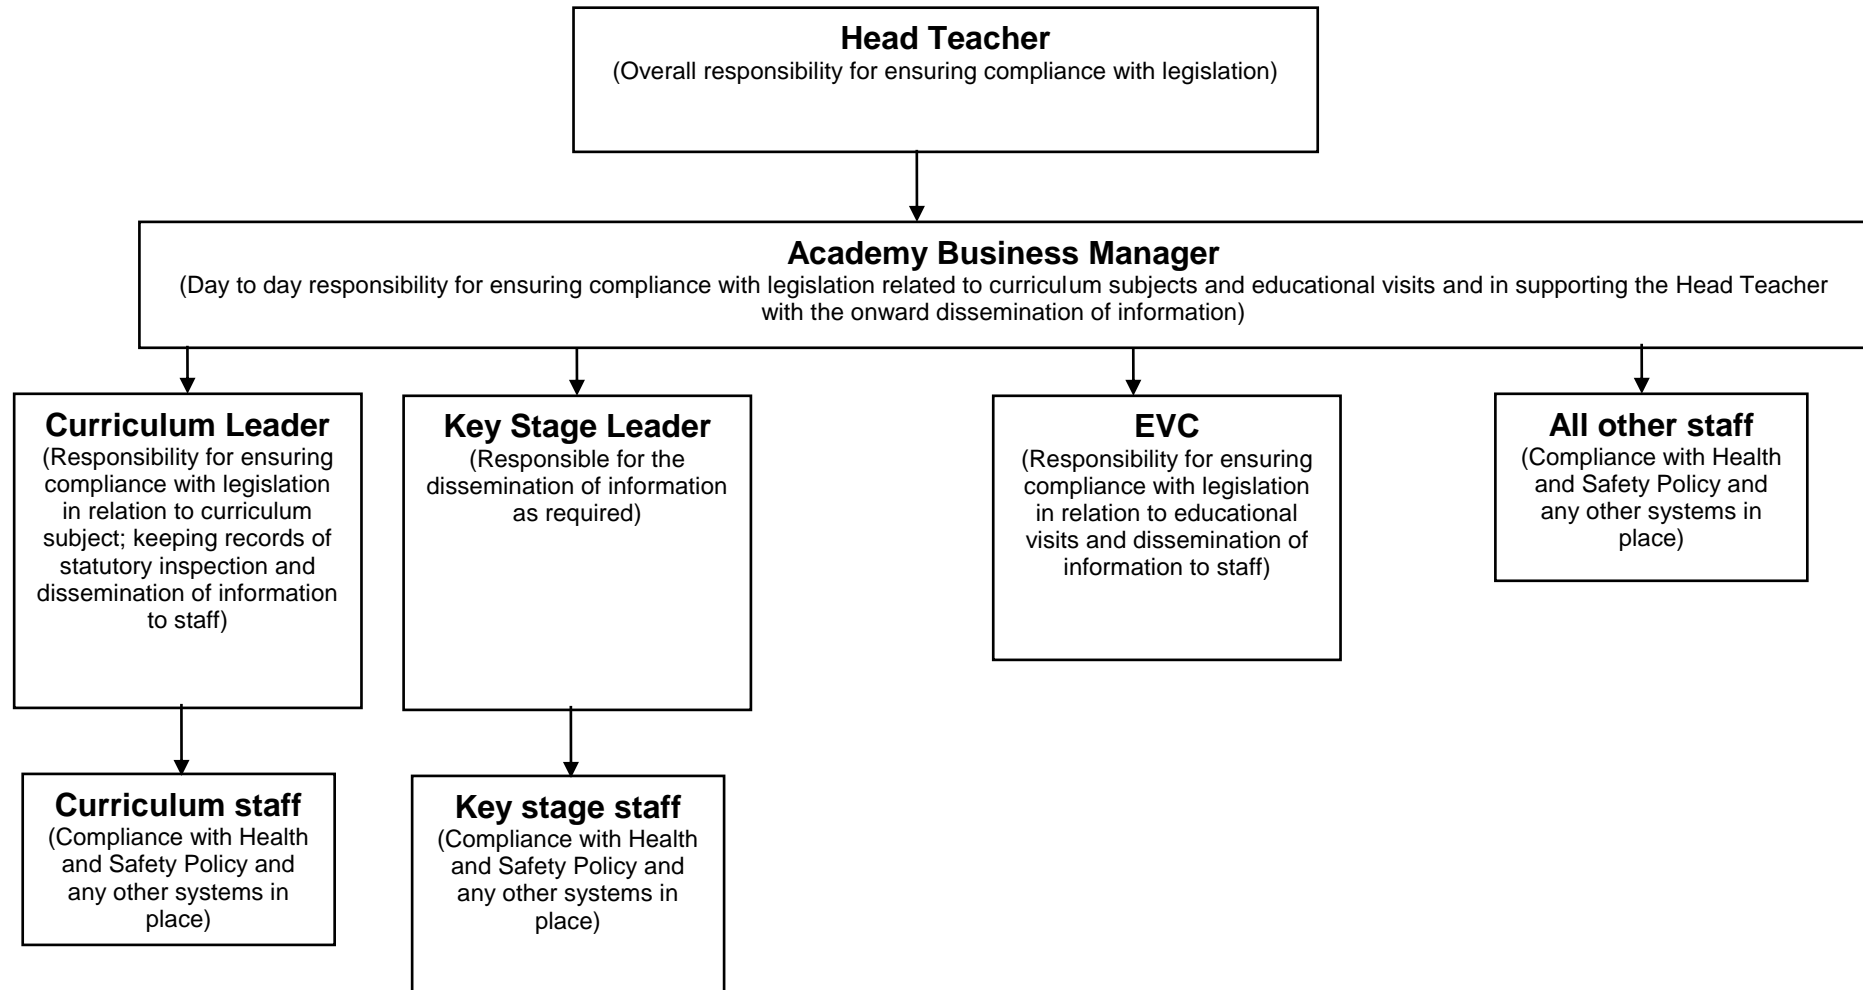 Head Teacher
(Overall responsibility for ensuring compliance with legislation)
Academy Business Manager
(Day to day responsibility for ensuring compliance with legislation related to curriculum subjects and educational visits and in supporting the Head Teacher
with the onward dissemination of information)
Curriculum Leader
(Responsibility for ensuring
compliance with legislation
in relation to curriculum
subject; keeping records of
statutory inspection and
dissemination of information
to staff)
Key Stage Leader
(Responsible for the
dissemination of information
as required)
EVC
(Responsibility for ensuring
compliance with legislation
in relation to educational
visits and dissemination of
information to staff)
All other staff
(Compliance with Health
and Safety Policy and
any other systems in
place)
Curriculum staff
(Compliance with Health
and Safety Policy and
any other systems in
place)
Key stage staff
(Compliance with Health
and Safety Policy and
any other systems in
place)